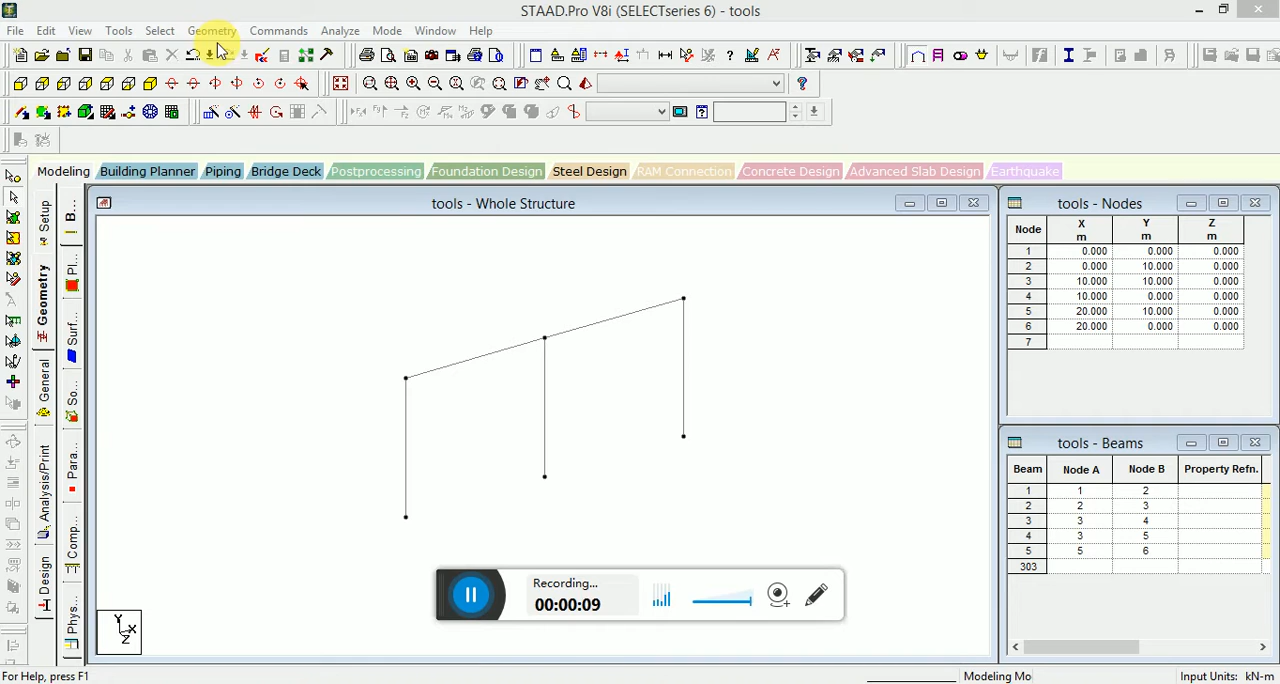 STAAD.Pro V8i (SELECTseries 6) - tools
File Edit View Tools Select Geometry Commands Analyze Mode Window Help
Modeling Building Planner Piping Bridge Deck Postprocessing Foundation Design Steel Design RAM Connection Concrete Design Advanced Slab Design Earthquake
Setup
Geometry
General
Analysis/Print
Design
B...
Pl...
Surf...
So...
Para...
Comp...
Phys...
tools - Whole Structure
Y
X
Z
Recording...
00:00:09
tools - Nodes
Node X m Y m Z m
1 0.000 0.000 0.000
2 0.000 10.000 0.000
3 10.000 10.000 0.000
4 10.000 0.000 0.000
5 20.000 10.000 0.000
6 20.000 0.000 0.000
7
tools - Beams
Beam Node A Node B Property Refn.
1 1 2
2 2 3
3 3 4
4 3 5
5 5 6
303
For Help, press F1
Modeling Mo
Input Units: kN-m